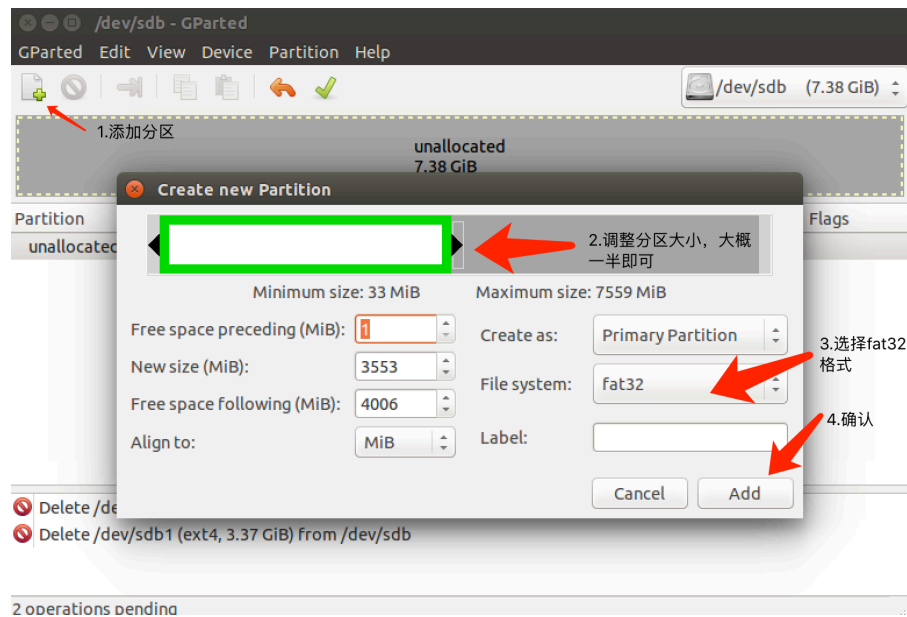 /dev/sdb - GParted
GParted Edit View Device Partition Help
/dev/sdb (7.38 GiB)
1.添加分区
unallocated
7.38 GiB
Create new Partition
Partition
Flags
unallocated
2.调整分区大小，大概
一半即可
Minimum size: 33 MiB
Maximum size: 7559 MiB
Free space preceding (MiB): 1
Create as: Primary Partition
3.选择fat32
格式
New size (MiB): 3553
File system: fat32
Free space following (MiB): 4006
4.确认
Align to: MiB
Label:
Cancel
Add
Delete /de
Delete /dev/sdb1 (ext4, 3.37 GiB) from /dev/sdb
2 operations pending